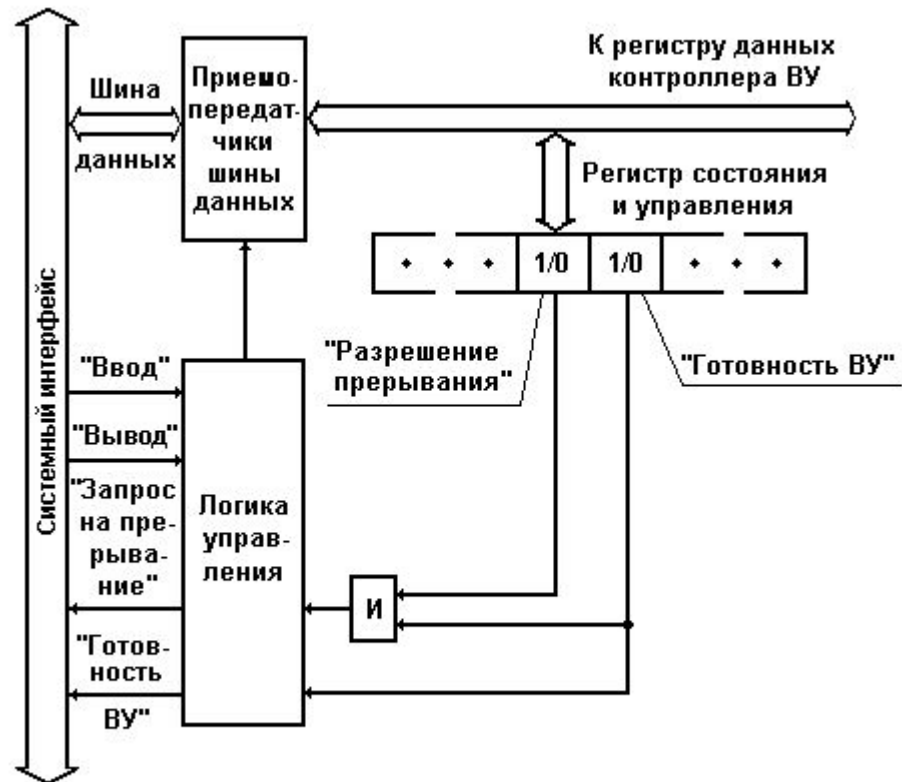 К регистру данных
контроллера ВУ
Приемо-
передат-
чики
шины
данных
Шина
данных
Регистр состояния
и управления
1/0 1/0
"Разрешение
прерывания"
"Готовность ВУ"
Системный интерфейс
"Ввод"
"Вывод"
"Запрос
на пре-
рыва-
ние"
"Готов-
ность
ВУ"
Логика
управ-
ления
И